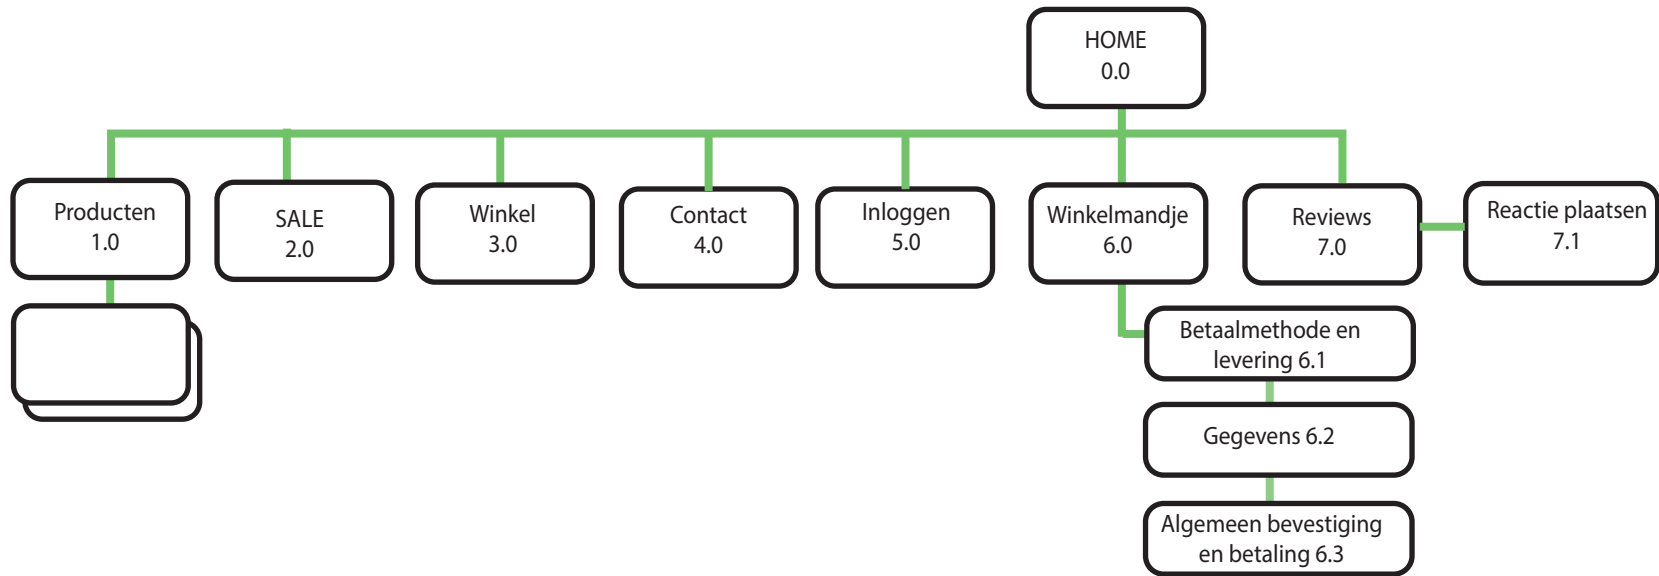 HOME
0.0
Producten
1.0
SALE
2.0
Winkel
3.0
Contact
4.0
Inloggen
5.0
Winkelmandje
6.0
Reviews
7.0
Reactie plaatsen
7.1
Betaalmethode en
levering 6.1
Gegevens 6.2
Algemeen bevestiging
en betaling 6.3